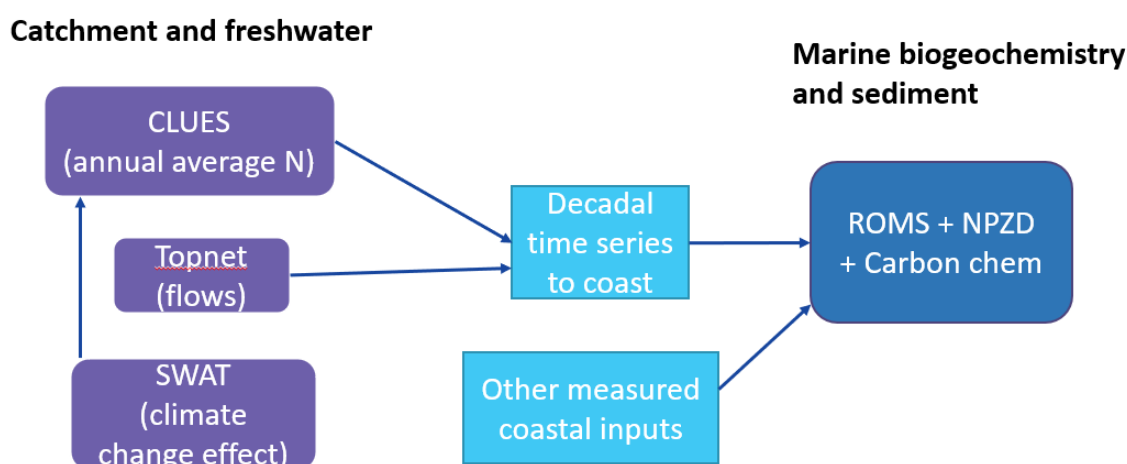 Catchment and freshwater
Marine biogeochemistry
and sediment
CLUES
(annual average N)
Topnet
(flows)
SWAT
(climate
change effect)
Decadal
time series
to coast
Other measured
coastal inputs
ROMS + NPZD
+ Carbon chem